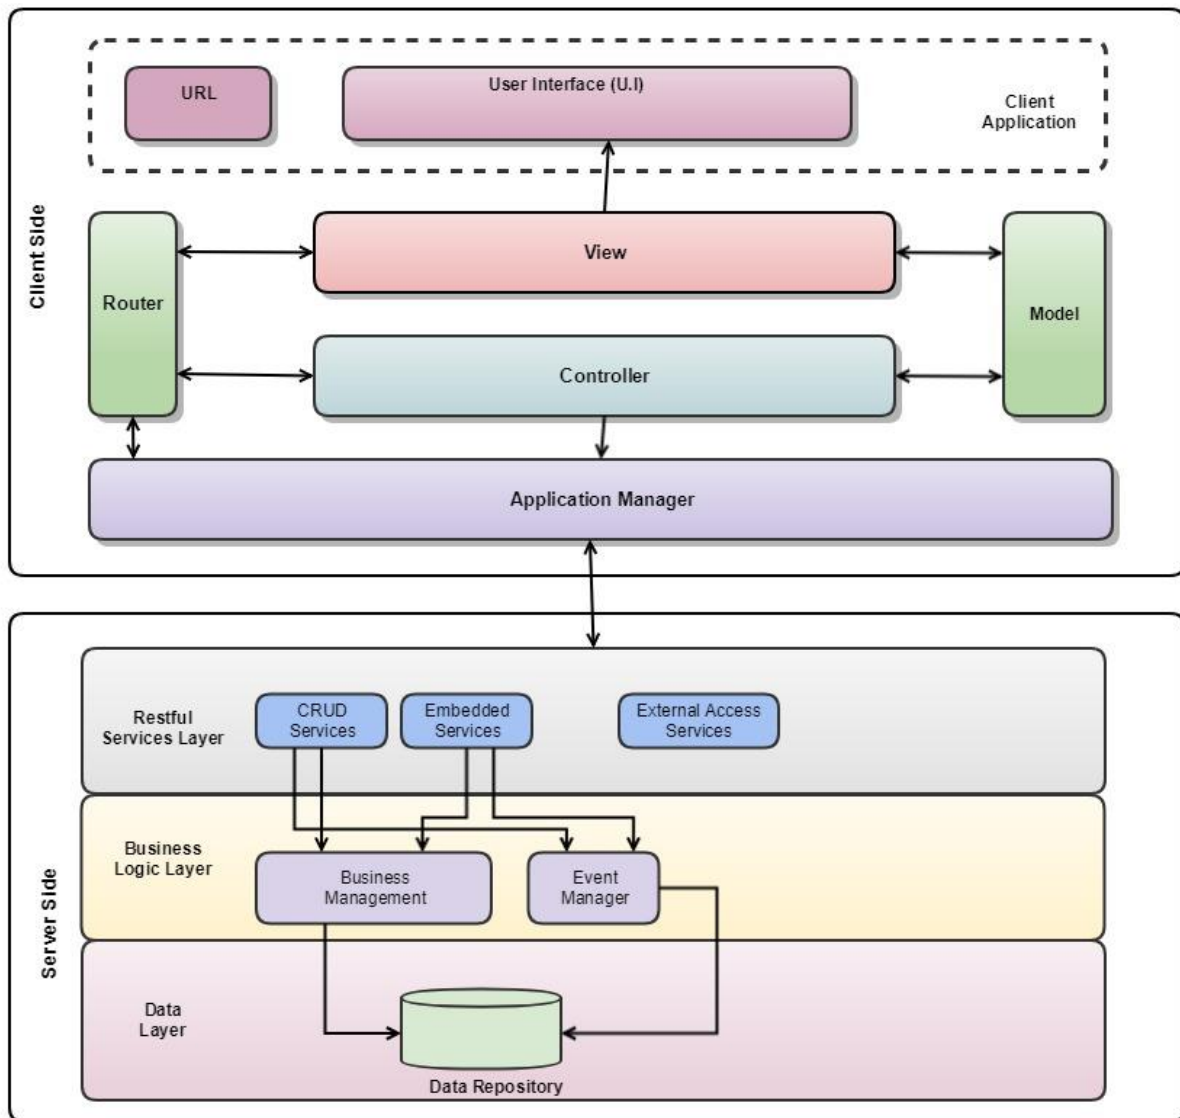 URL
User Interface (U.I)
Client
Application
Client Side
Router
View
Model
Controller
Application Manager
Server Side
Restful
Services Layer
CRUD
Services
Embedded
Services
External Access
Services
Business
Logic Layer
Business
Management
Event
Manager
Data
Layer
Data Repository